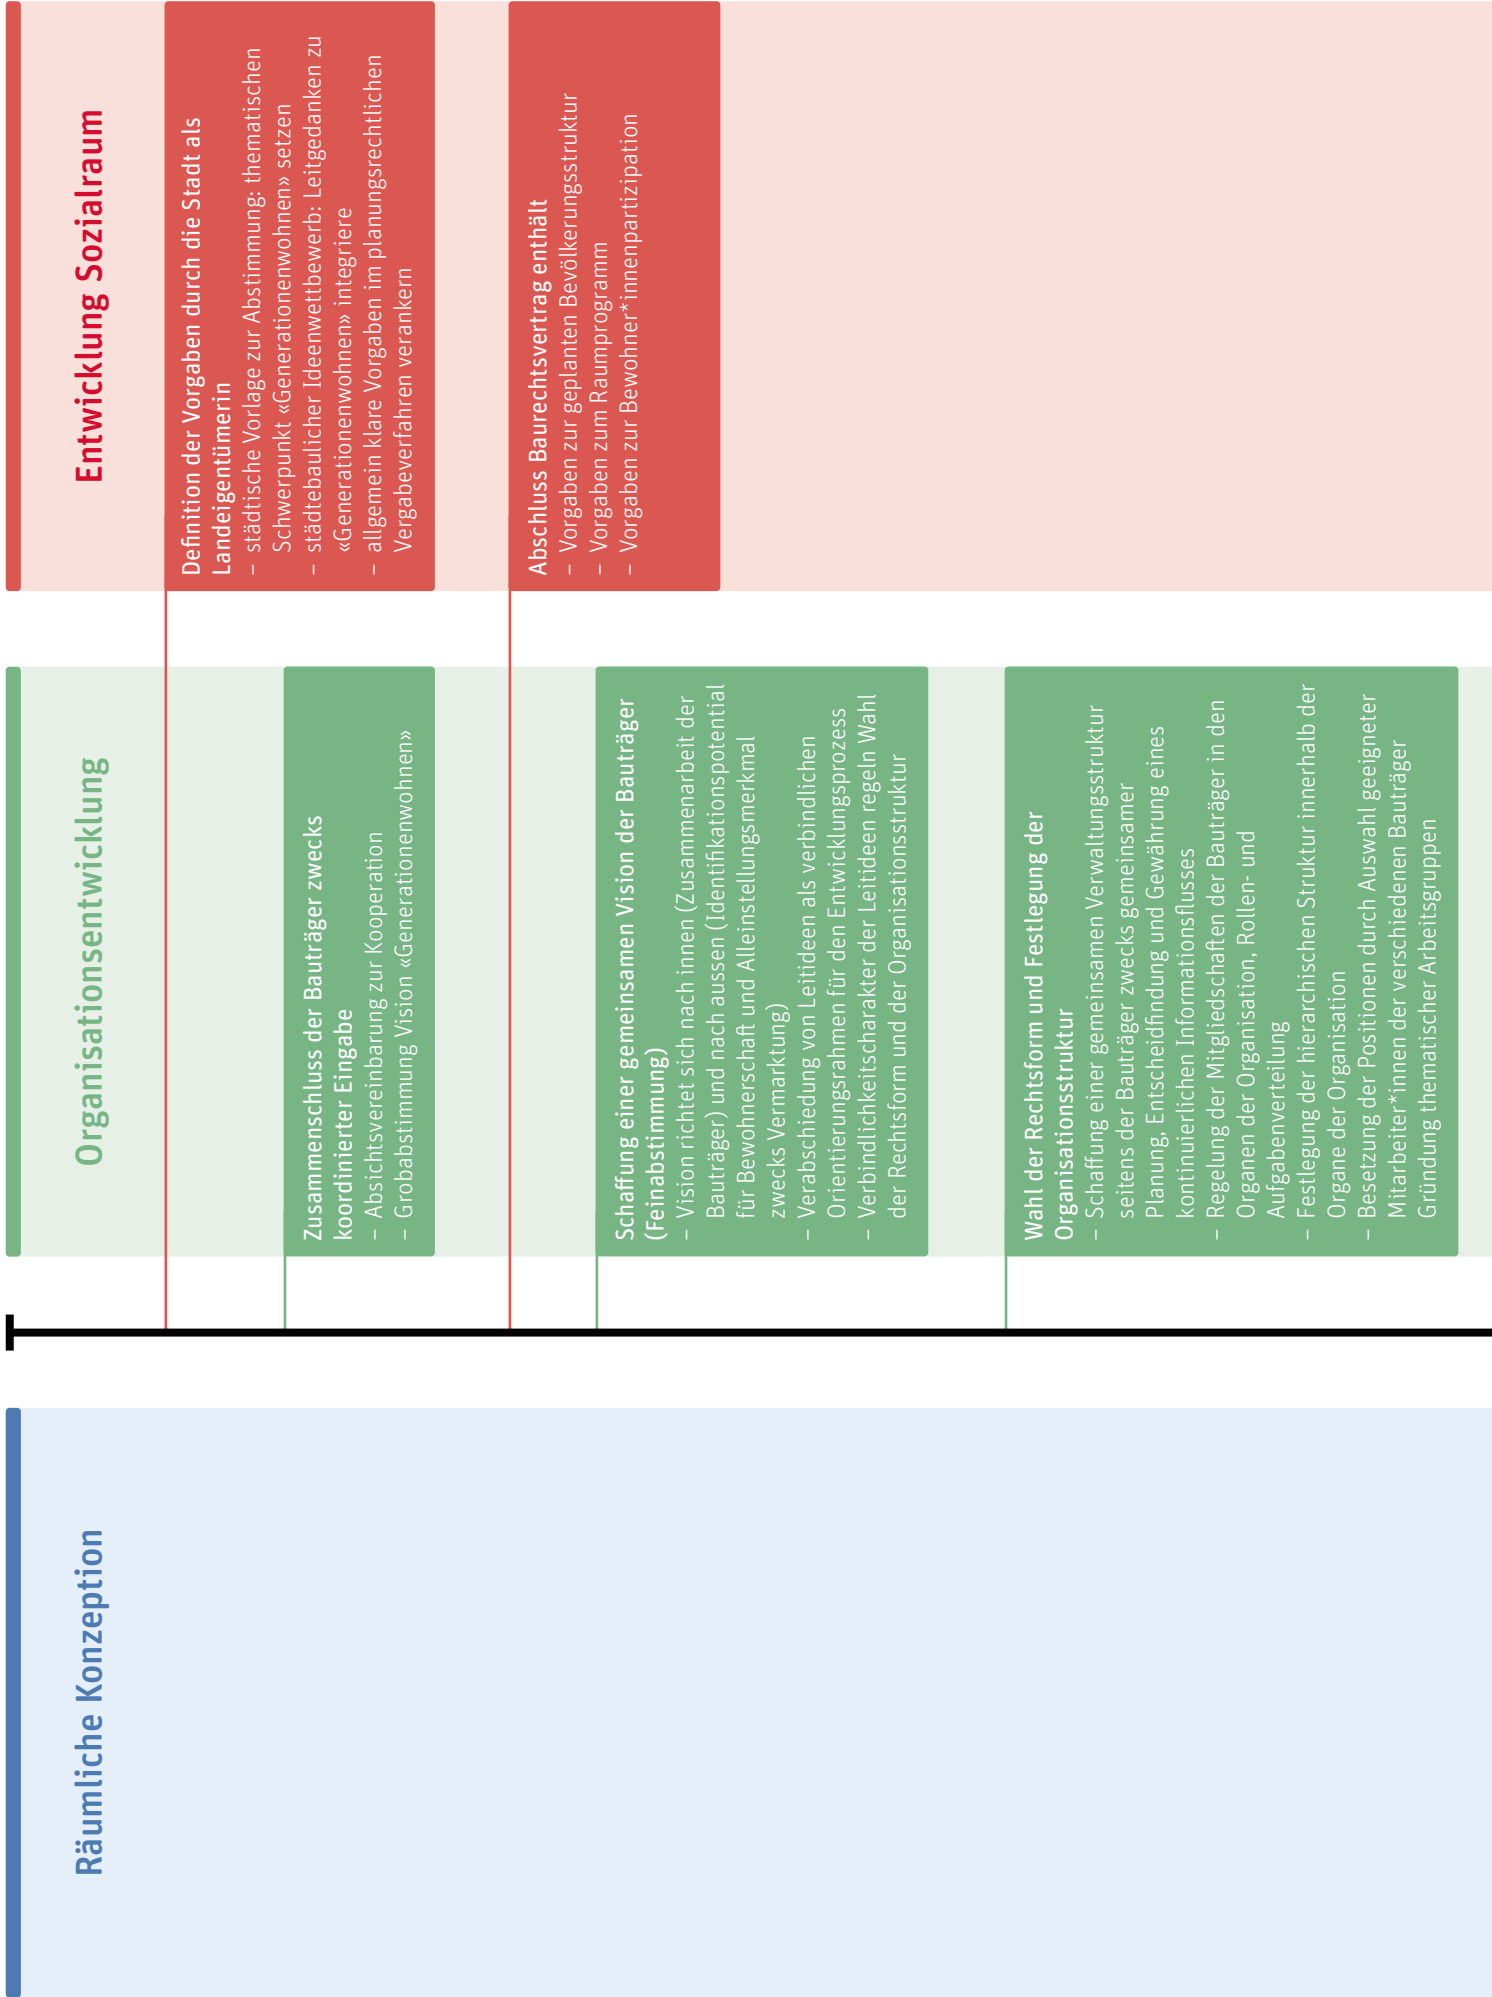 Räumliche Konzeption
Organisationsentwicklung
Entwicklung Sozialraum
Definition der Vorgaben durch die Stadt als
Landeigentümerin
– städtische Vorlage zur Abstimmung: thematischen
Schwerpunkt «Generationenwohnen» setzen
– städtebaulicher Ideenwettbewerb: Leitgedanken zu
«Generationenwohnen» integriere
– allgemein klare Vorgaben im planungsrechtlichen
Vergabeverfahren verankern
Zusammenschluss der Bauträger zwecks
koordinierter Eingabe
– Absichtsvereinbarung zur Kooperation
– Grobabstimmung Vision «Generationenwohnen»
Abschluss Baurechtsvertrag enthält
– Vorgaben zur geplanten Bevölkerungsstruktur
– Vorgaben zum Raumprogramm
– Vorgaben zur Bewohner*innenpartizipation
Schaffung einer gemeinsamen Vision der Bauträger
(Feinabstimmung)
– Vision richtet sich nach innen (Zusammenarbeit der
Bauträger) und nach aussen (Identifikationspotential
für Bewohnerschaft und Alleinstellungsmerkmal
zwecks Vermarktung)
– Verabschiedung von Leitideen als verbindlichen
Orientierungsrahmen für den Entwicklungsprozess
– Verbindlichkeitscharakter der Leitideen regeln Wahl
der Rechtsform und der Organisationsstruktur
Wahl der Rechtsform und Festlegung der
Organisationsstruktur
– Schaffung einer gemeinsamen Verwaltungsstruktur
seitens der Bauträger zwecks gemeinsamer
Planung, Entscheidfindung und Gewährung eines
kontinuierlichen Informationsflusses
– Regelung der Mitgliedschaften der Bauträger in den
Organen der Organisation, Rollen- und
Aufgabenverteilung
– Festlegung der hierarchischen Struktur innerhalb der
Organe der Organisation
– Besetzung der Positionen durch Auswahl geeigneter
Mitarbeiter*innen der verschiedenen Bauträger
Gründung thematischer Arbeitsgruppen